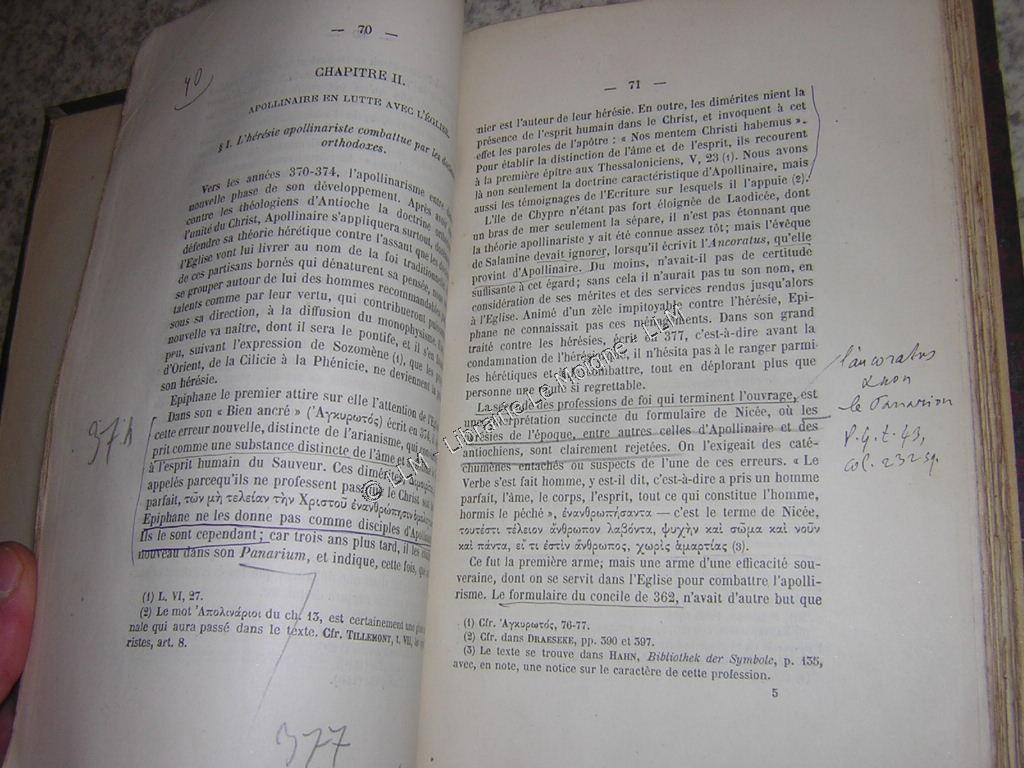 — 70 —
40
CHAPITRE II.
APOLLINAIRE EN LUTTE AVEC L'ÉGLISE.
§ 1. L'hérésie apollinariste combattue par les
orthodoxes.
Vers les années 370-374, l'apollinarisme entre
nouvelle phase de son développement. Après
contre les théologiens d'Antioche la doctrine
l'unité du Christ, Apollinaire s'appliquera surtout,
défendre sa théorie hérétique contre l'assaut que les
l'Eglise vont lui livrer au nom de la foi traditionnelle
de ces partisans bornés qui dénaturent sa pensée,
se grouper autour de lui des hommes recommandables
talents comme par leur vertu, qui contribueront
sous sa direction, à la diffusion du monophysisme.
nouvelle va naître, dont il sera le pontife, et il s'en
peu, suivant l'expression de Sozomène (1), que les
d'Orient, de la Cilicie à la Phénicie, ne deviennent
son hérésie.
Epiphane le premier attire sur elle l'attention de
Dans son « Bien ancré » (Ἀγκυρωτός) écrit en 374,
cette erreur nouvelle, distincte de l'arianisme, qui
prit comme une substance distincte de l'âme et
à l'esprit humain du Sauveur. Ces dimérites
appelés parcequ'ils ne professent pas que le Christ
parfait, τῶν μὴ τελείαν τὴν Χριστοῦ ἐνανθρώπησιν
Epiphane ne les donne pas comme disciples
Ils le sont cependant; car trois ans plus tard, il les
nouveau dans son Panarium, et indique, cette fois,
374
(1) L. VI, 27.
(2) Le mot Ἀπολινάριοι du ch. 13, est certainement une
nale qui aura passé dans le texte. Cfr. TILLEMONT, t. VII,
ristes, art. 8.
377
— 71 —
mier est l'auteur de leur hérésie. En outre, les dimérites nient la
présence de l'esprit humain dans le Christ, et invoquent à cet
effet les paroles de l'apôtre : « Nos mentem Christi habemus ».
Pour établir la distinction de l'âme et de l'esprit, ils recourent
à la première épître aux Thessaloniciens, V, 23 (1). Nous avons
là non seulement la doctrine caractéristique d'Apollinaire, mais
aussi les témoignages de l'Ecriture sur lesquels il l'appuie (2).
L'île de Chypre n'étant pas fort éloignée de Laodicée, dont
un bras de mer seulement la sépare, il n'est pas étonnant que
la théorie apollinariste y ait été connue assez tôt; mais l'évêque
de Salamine devait ignorer, lorsqu'il écrivit l'Ancoratus, qu'elle
provint d'Apollinaire. Du moins, n'avait-il pas de certitude
suffisante à cet égard; sans cela il n'aurait pas tu son nom, en
considération de ses mérites et des services rendus jusqu'alors
à l'Eglise. Animé d'un zèle impitoyable contre l'hérésie, Epi-
phane ne connaissait pas ces ménagements. Dans son grand
traité contre les hérésies, écrit en 377, c'est-à-dire avant la
condamnation de l'hérésie, il n'hésita pas à le ranger parmi
les hérétiques et à le combattre, tout en déplorant plus que
personne une chute si regrettable.
La seconde des professions de foi qui terminent l'ouvrage, est
une interprétation succincte du formulaire de Nicée, où les
hérésies de l'époque, entre autres celles d'Apollinaire et des
antiochiens, sont clairement rejetées. On l'exigeait des caté-
chumènes entachés ou suspects de l'une de ces erreurs. « Le
Verbe s'est fait homme, y est-il dit, c'est-à-dire a pris un homme
parfait, l'âme, le corps, l'esprit, tout ce qui constitue l'homme,
hormis le péché », ἐνανθρωπήσαντα — c'est le terme de Nicée,
τουτέστι τέλειον ἄνθρωπον λαβόντα, ψυχὴν καὶ σῶμα καὶ νοῦν
καὶ πάντα, εἴ τι ἐστὶν ἄνθρωπος, χωρὶς ἁμαρτίας (3).
Ce fut la première arme; mais une arme d'une efficacité sou-
veraine, dont on se servit dans l'Eglise pour combattre l'apolli-
risme. Le formulaire du concile de 362, n'avait d'autre but que
l'ancoratus
& non
le Panarion
P.G.t.43,
col. 232 sq.
(1) Cfr. Ἀγκυρωτός, 76-77.
(2) Cfr. dans DRAESEKE, pp. 390 et 397.
(3) Le texte se trouve dans HAHN, Bibliothek der Symbole, p. 135,
avec, en note, une notice sur le caractère de cette profession.
5
© LLM - Librairie Le Moine - LLM